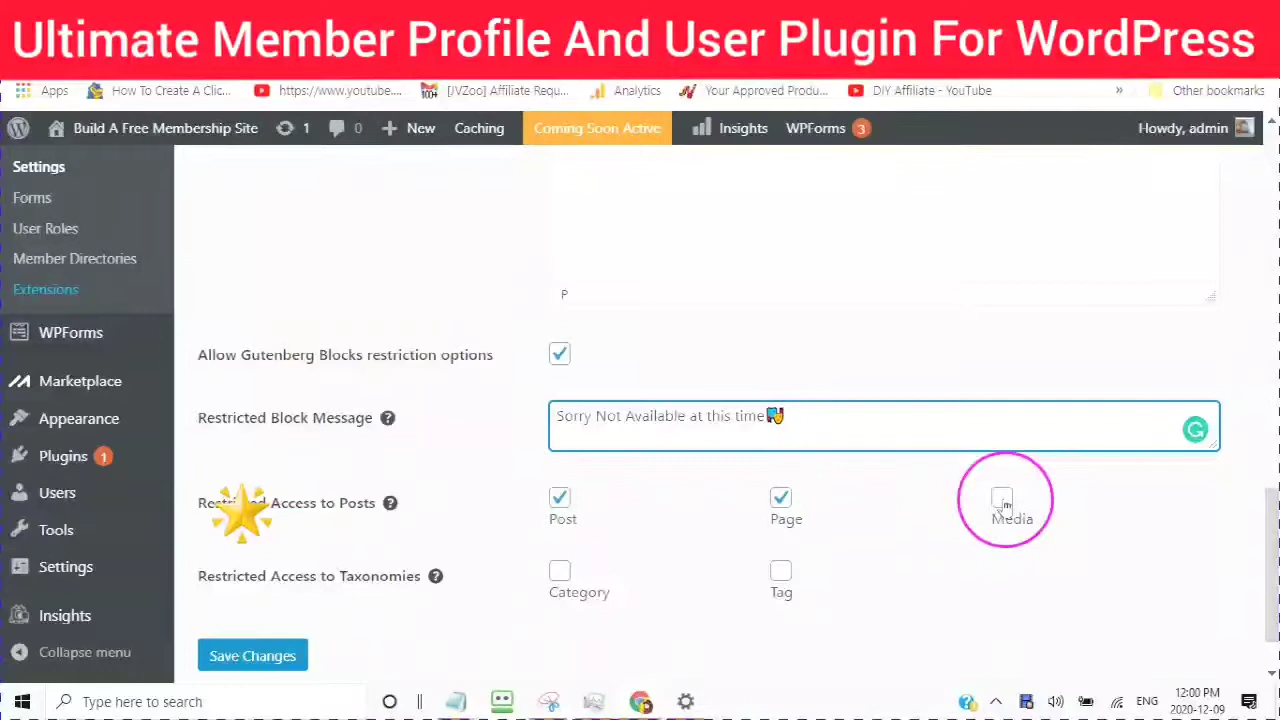 Ultimate Member Profile And User Plugin For WordPress
Apps How To Create A Clic... https://www.youtube.... 100+ [JVZoo] Affiliate Requ... Analytics Your Approved Produ... DIY Affiliate - YouTube » Other bookmarks
Build A Free Membership Site 1 0 New Caching Coming Soon Active Insights WPForms 3 Howdy, admin
Settings
Forms
User Roles
Member Directories
Extensions
WPForms
Marketplace
Appearance
Plugins 1
Users
Tools
Settings
Insights
Collapse menu
P
Allow Gutenberg Blocks restriction options
Restricted Block Message ?
Sorry Not Available at this time
Restricted Access to Posts ?
Post Page Media
Restricted Access to Taxonomies ?
Category Tag
Save Changes
Type here to search
ENG
12:00 PM
2020-12-09